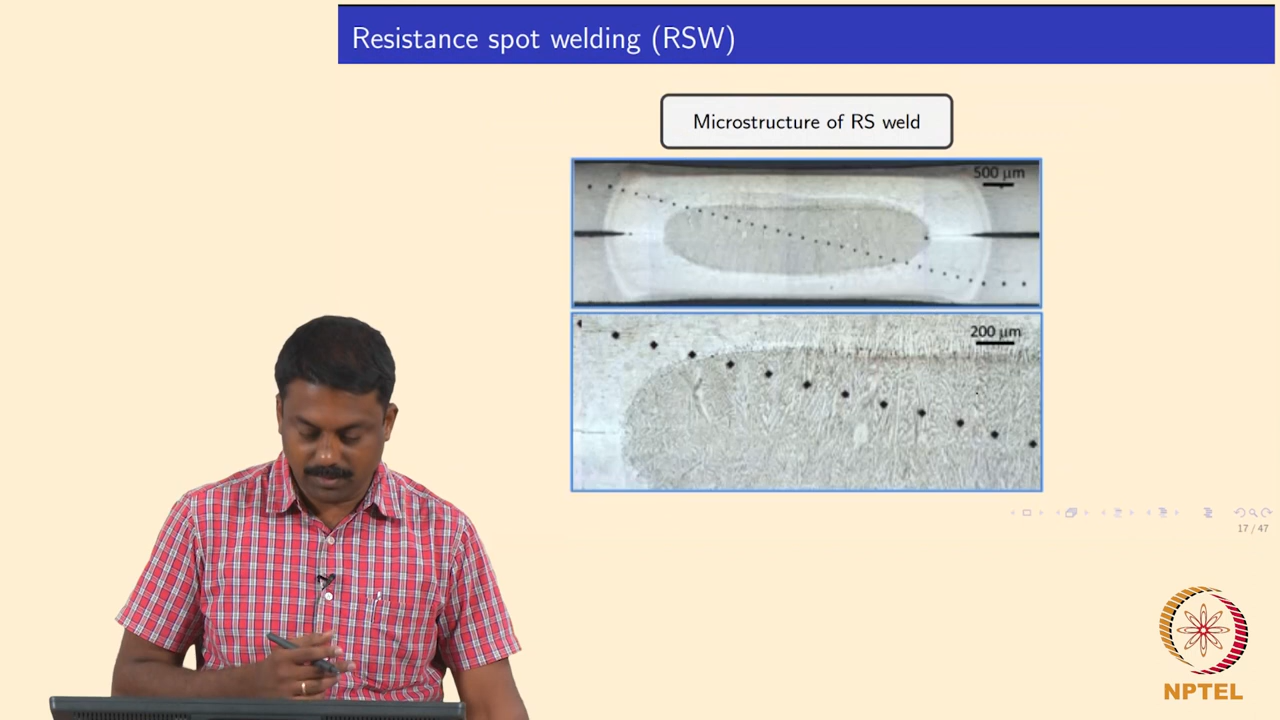 Resistance spot welding (RSW)
Microstructure of RS weld
500 μm
200 μm
17 / 47
NPTEL